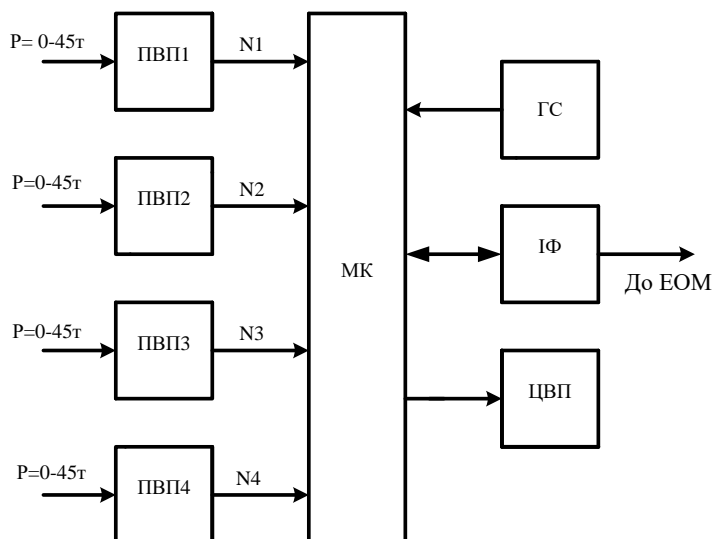 P= 0-45т
ПВП1
N1
ГС
P=0-45т
ПВП2
N2
МК
ІФ
До ЕОМ
P=0-45т
ПВП3
N3
ЦВП
P=0-45т
ПВП4
N4